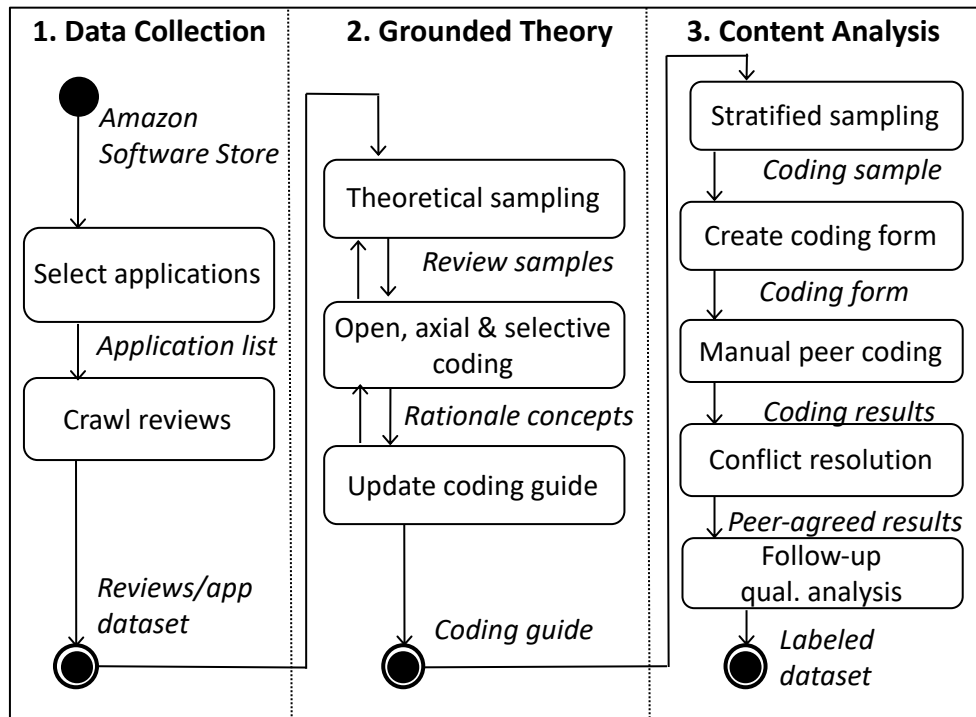 1. Data Collection
Amazon
Software Store
Select applications
Application list
Crawl reviews
Reviews/app
dataset
2. Grounded Theory
Theoretical sampling
Review samples
Open, axial & selective
coding
Rationale concepts
Update coding guide
Coding guide
3. Content Analysis
Stratified sampling
Coding sample
Create coding form
Coding form
Manual peer coding
Coding results
Conflict resolution
Peer-agreed results
Follow-up
qual. analysis
Labeled
dataset